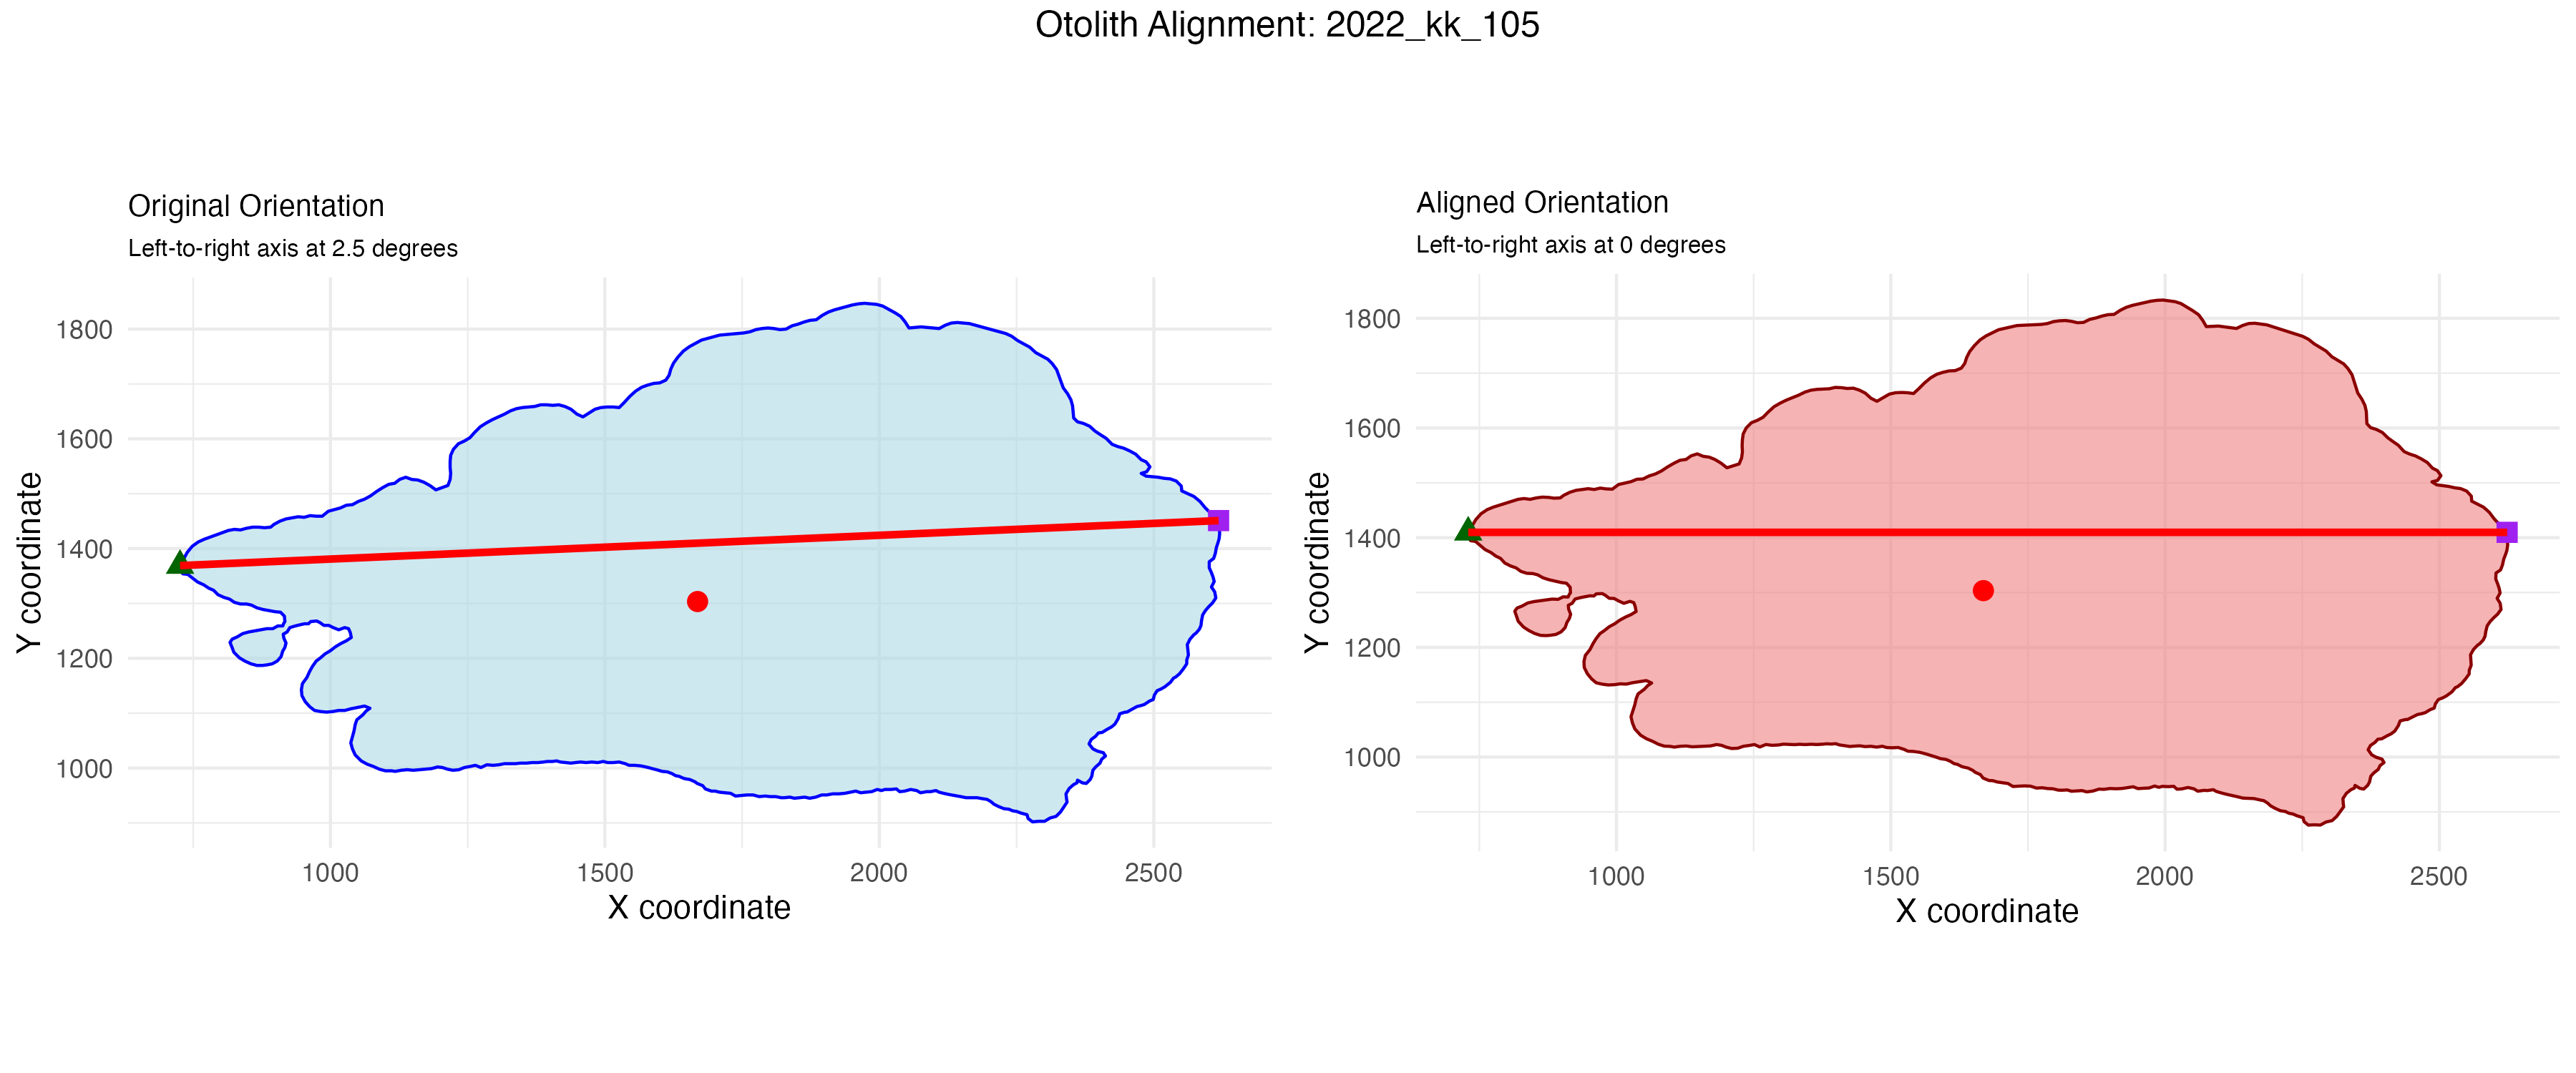 Otolith Alignment: 2022_kk_105
Original Orientation
Left-to-right axis at 2.5 degrees
1800
1600
1400
1200
1000
Y coordinate
1000 1500 2000 2500
X coordinate
Aligned Orientation
Left-to-right axis at 0 degrees
1800
1600
1400
1200
1000
Y coordinate
1000 1500 2000 2500
X coordinate